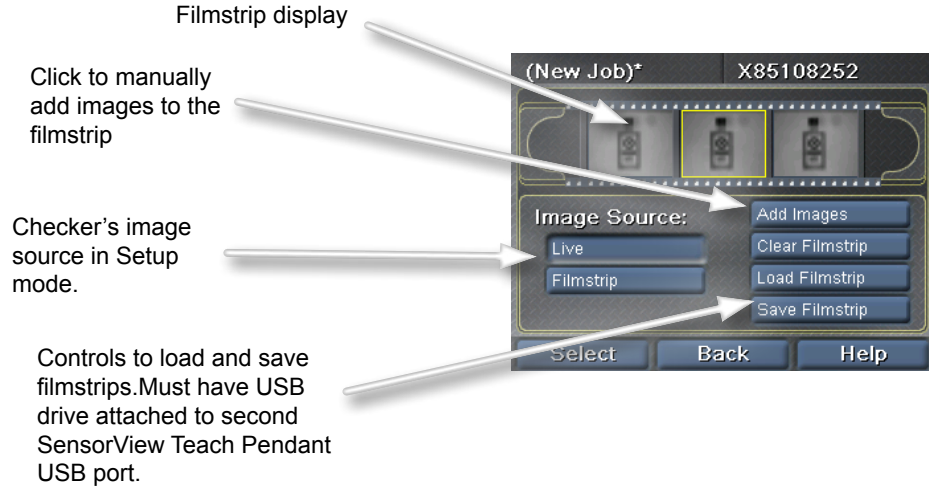 Filmstrip display
Click to manually
add images to the
filmstrip
Checker’s image
source in Setup
mode.
Controls to load and save
filmstrips.Must have USB
drive attached to second
SensorView Teach Pendant
USB port.
(New Job)* X85108252
Image Source:
Live
Filmstrip
Add Images
Clear Filmstrip
Load Filmstrip
Save Filmstrip
Select Back Help